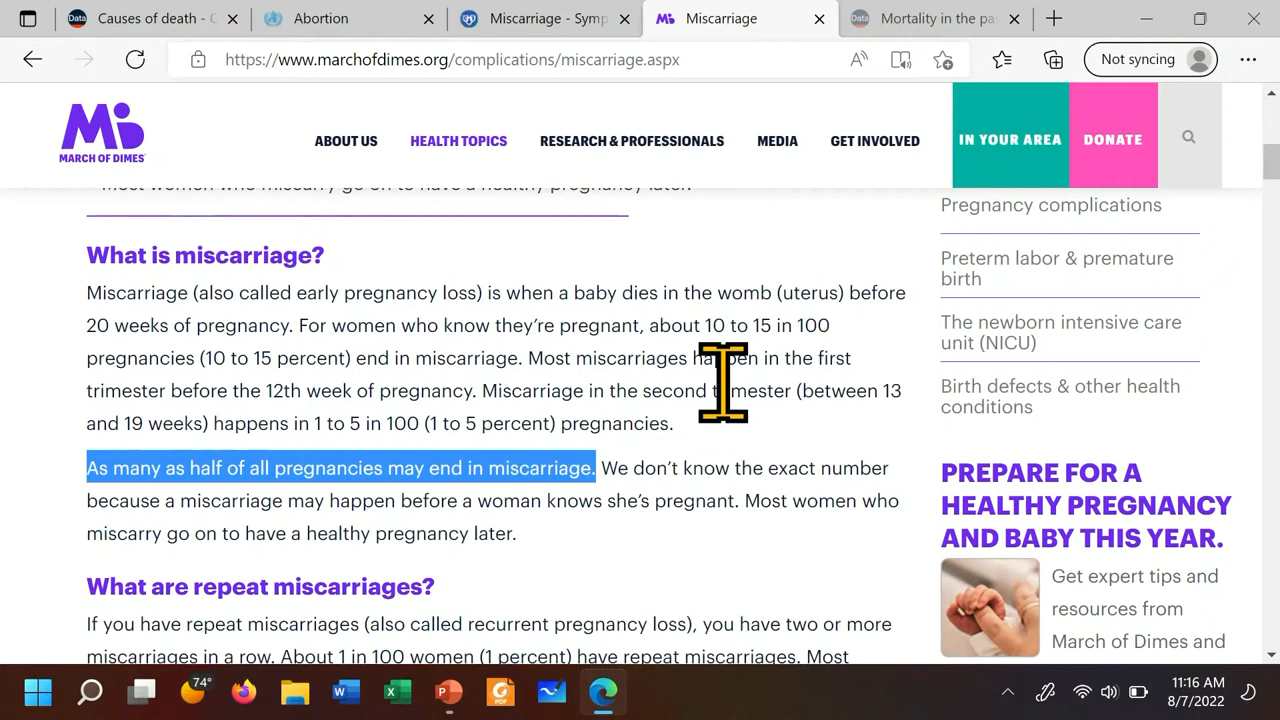 Causes of death - 
Abortion
Miscarriage - Symp
Miscarriage
Mortality in the pa
https://www.marchofdimes.org/complications/miscarriage.aspx
Not syncing
MARCH OF DIMES
ABOUT US
HEALTH TOPICS
RESEARCH & PROFESSIONALS
MEDIA
GET INVOLVED
IN YOUR AREA
DONATE
Most women who miscarry go on to have a healthy pregnancy later.
What is miscarriage?
Miscarriage (also called early pregnancy loss) is when a baby dies in the womb (uterus) before
20 weeks of pregnancy. For women who know they’re pregnant, about 10 to 15 in 100
pregnancies (10 to 15 percent) end in miscarriage. Most miscarriages happen in the first
trimester before the 12th week of pregnancy. Miscarriage in the second trimester (between 13
and 19 weeks) happens in 1 to 5 in 100 (1 to 5 percent) pregnancies.
As many as half of all pregnancies may end in miscarriage. We don’t know the exact number
because a miscarriage may happen before a woman knows she’s pregnant. Most women who
miscarry go on to have a healthy pregnancy later.
What are repeat miscarriages?
If you have repeat miscarriages (also called recurrent pregnancy loss), you have two or more
miscarriages in a row. About 1 in 100 women (1 percent) have repeat miscarriages. Most
Pregnancy complications
Preterm labor & premature
birth
The newborn intensive care
unit (NICU)
Birth defects & other health
conditions
PREPARE FOR A
HEALTHY PREGNANCY
AND BABY THIS YEAR.
Get expert tips and
resources from
March of Dimes and
74°
11:16 AM
8/7/2022